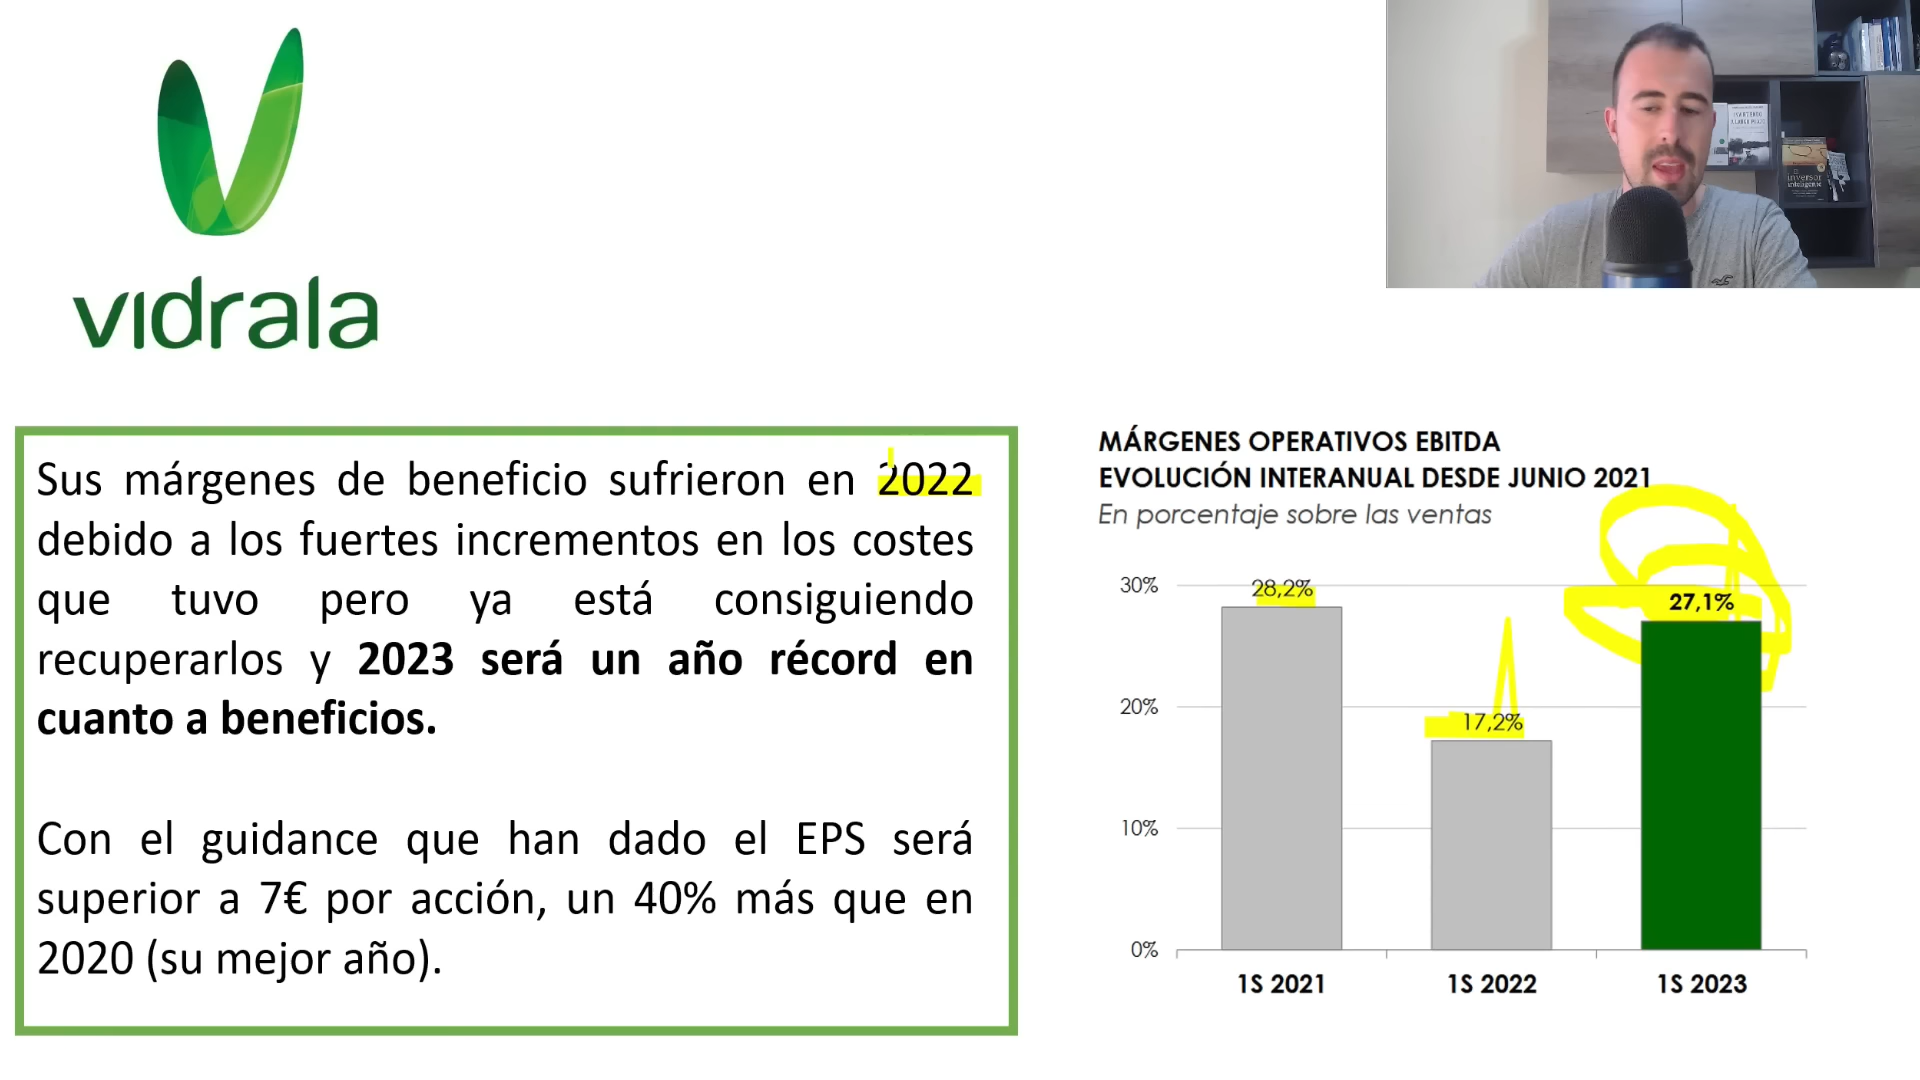 vidrala
Sus márgenes de beneficio sufrieron en 2022
debido a los fuertes incrementos en los costes
que tuvo pero ya está consiguiendo
recuperarlos y 2023 será un año récord en
cuanto a beneficios.
Con el guidance que han dado el EPS será
superior a 7€ por acción, un 40% más que en
2020 (su mejor año).
MÁRGENES OPERATIVOS EBITDA
EVOLUCIÓN INTERANUAL DESDE JUNIO 2021
En porcentaje sobre las ventas
30%
20%
10%
0%
28,2%
17,2%
27,1%
1S 2021
1S 2022
1S 2023
inversor
inteligente